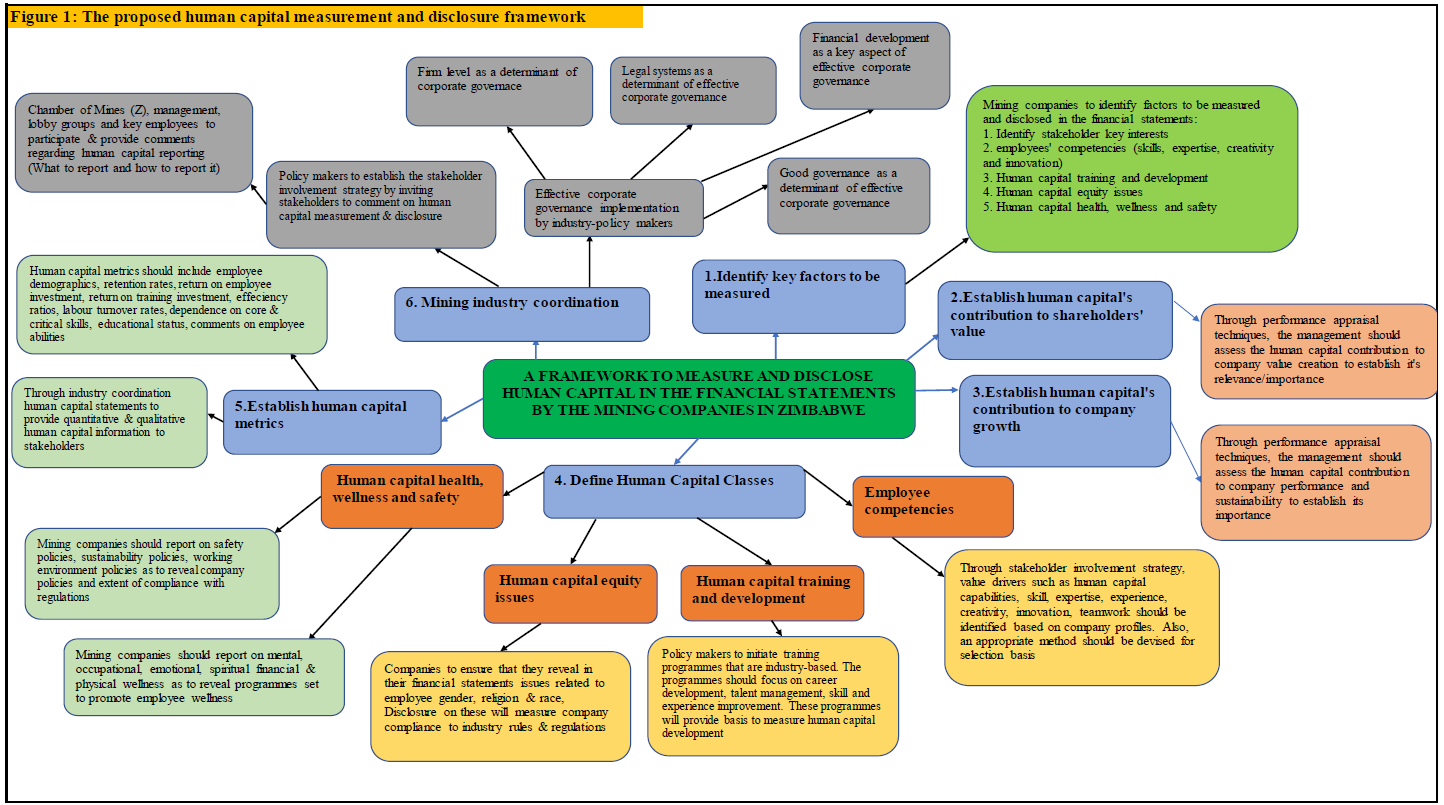 Figure 1: The proposed human capital measurement and disclosure framework
Financial development
as a key aspect of
effective corporate
governance
Firm level as a determinant of
corporate governace
Legal systems as a
determinant of effective
corporate governance
Chamber of Mines (Z), management,
lobby groups and key employees to
participate & provide comments
regarding human capital reporting
(What to report and how to report it)
Policy makers to establish the stakeholder
involvement strategy by inviting
stakeholders to comment on human
capital measurement & disclosure
Effective corporate
governance implementation
by industry-policy makers
Good governance as a
determinant of effective
corporate governance
Mining companies to identify factors to be measured
and disclosed in the financial statements:
1. Identify stakeholder key interests
2. employees' competencies (skills, expertise, creativity
and innovation)
3. Human capital training and development
4. Human capital equity issues
5. Human capital health, wellness and safety
Human capital metrics should include employee
demographics, retention rates, return on employee
investment, return on training investment, effeciency
ratios, labour turnover rates, dependence on core &
critical skills, educational status, comments on employee
abilities
6. Mining industry coordination
1.Identify key factors to be
measured
2.Establish human capital's
contribution to shareholders'
value
Through performance appraisal
techniques, the management should
assess the human capital contribution to
company value creation to establish it's
relevance/importance
A FRAMEWORK TO MEASURE AND DISCLOSE
HUMAN CAPITAL IN THE FINANCIAL STATEMENTS
BY THE MINING COMPANIES IN ZIMBABWE
Through industry coordination
human capital statements to
provide quantitative & qualitative
human capital information to
stakeholders
5.Establish human capital
metrics
3.Establish human capital's
contribution to company
growth
Through performance appraisal
techniques, the management should
assess the human capital contribution
to company performance and
sustainability to establish its
importance
Human capital health,
wellness and safety
4. Define Human Capital Classes
Employee
competencies
Mining companies should report on safety
policies, sustainability policies, working
environment policies as to reveal company
policies and extent of compliance with
regulations
Human capital equity
issues
Human capital training
and development
Through stakeholder involvement strategy,
value drivers such as human capital
capabilities, skill, expertise, experience,
creativity, innovation, teamwork should be
identified based on company profiles. Also,
an appropriate method should be devised for
selection basis
Mining companies should report on mental,
occupational, emotional, spiritual financial &
physical wellness as to reveal programmes set
to promote employee wellness
Companies to ensure that they reveal in
their financial statements issues related to
employee gender, religion & race,
Disclosure on these will measure company
compliance to industry rules & regulations
Policy makers to initiate training
programmes that are industry-based. The
programmes should focus on career
development, talent management, skill and
experience improvement. These programmes
will provide basis to measure human capital
development